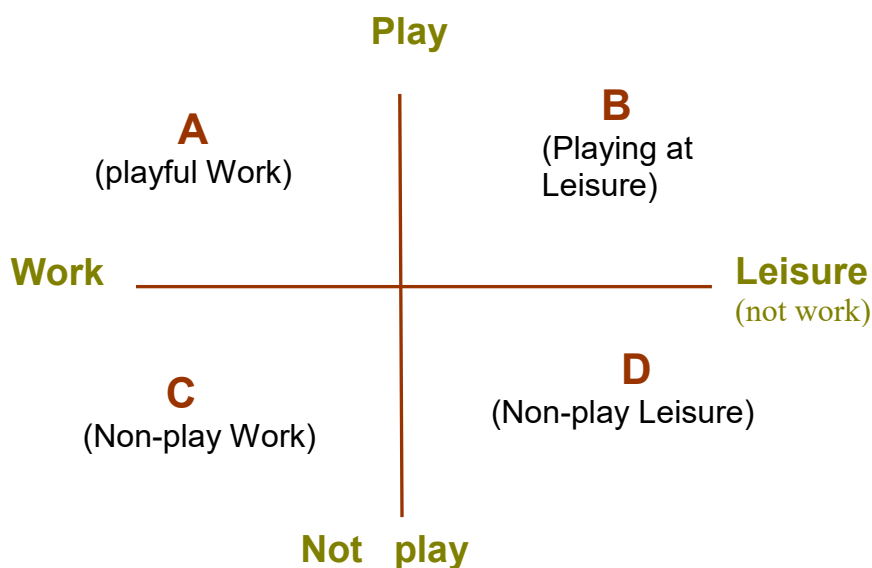 Play
A
(playful Work)
B
(Playing at
Leisure)
Work
Leisure
(not work)
C
(Non-play Work)
D
(Non-play Leisure)
Not play